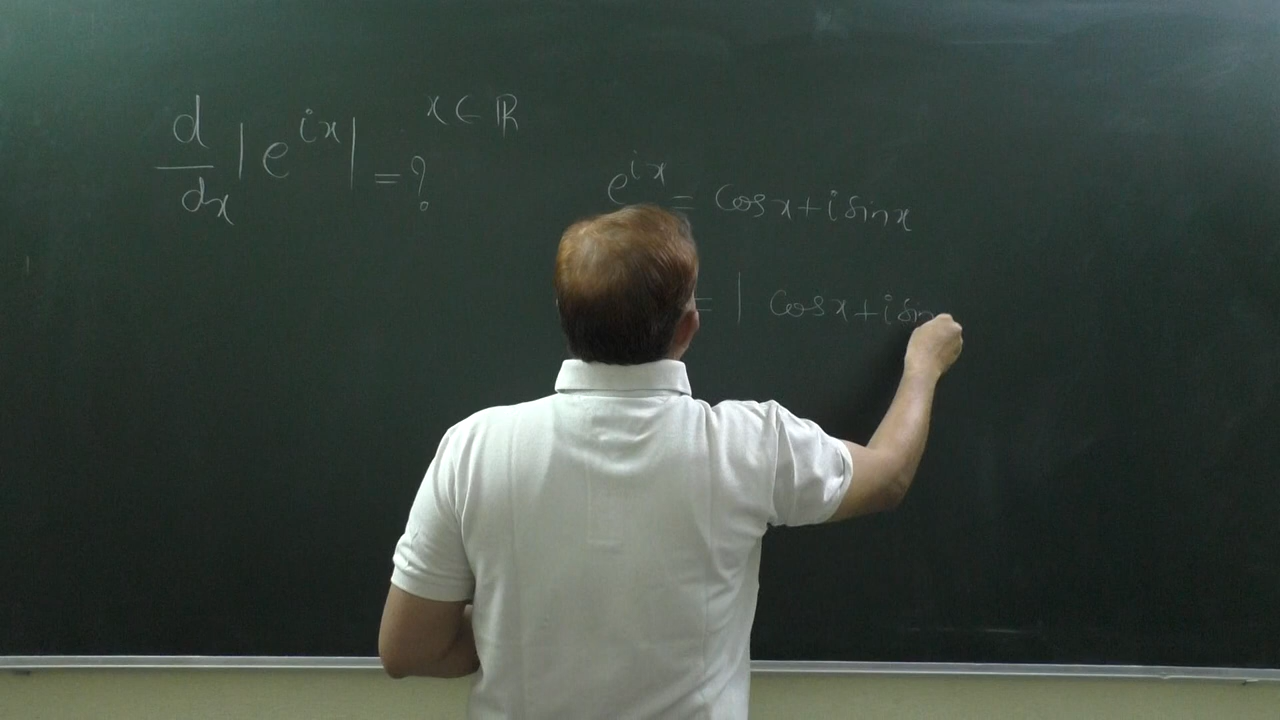 x ∈ ℝ
d/dx |e^{ix}| = ?
e^{ix} = cos x + i sin x
= | cos x + i sin